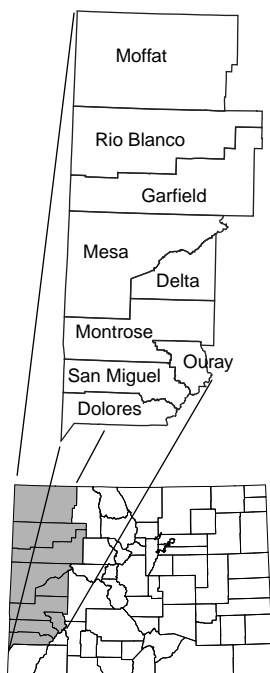 Moffat
Rio Blanco
Garfield
Mesa
Delta
Montrose
Ouray
San Miguel
Dolores